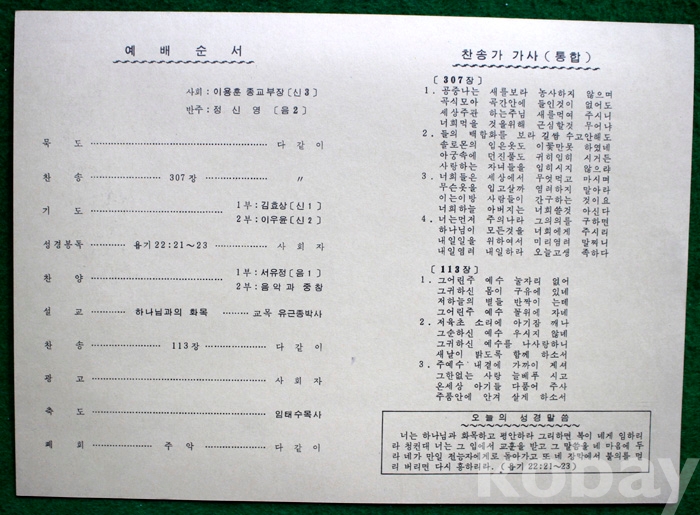 예 배 순 서
사회 : 이용훈 종교부장 [신 3]
반주 : 정 신 영 [음 2]
묵 도 다 같 이
찬 송 307 장 〃
기 도 1 부 : 김효상 [신 1]
2 부 : 이우윤 [신 2]
성경봉독 욥기 22 : 21~23 사 회 자
찬 양 1 부 : 서유정 [음 1]
2 부 : 음 악 과 중 창
설 교 하나님과의 화목 교목 유근종박사
찬 송 113 장 다 같 이
광 고 사 회 자
축 도 임태수목사
폐 회 주 악 다 같 이
찬송가 가사 ( 통합 )
[ 307 장 ]
1 . 공중나는 새를보라 농사하지 않으며
곡식모아 곡간안에 들인것이 없어도
세상주관 하는주님 새를먹여 주시니
너희먹을 것을위해 근심할것 무어냐
2 . 들의 백합화를 보라 길쌈 수고안해도
솔로몬의 입은옷도 이꽃만못 하였네
아궁속에 던진풀도 귀히입히 시거든
사랑하는 자녀들을 입히시지 않으랴
3 . 너희들은 세상에서 무엇먹고 마시며
무슨옷을 입고살까 염려하지 말아라
이는이방 사람들이 간구하는 것이요
너희하늘 아버지는 너희쓸것 아신다
4 . 너는먼저 주의나라 그의의를 구하면
하나님이 모든것을 너희에게 주시리
내일일을 위하여서 미리염려 말찌니
내일염려 내일하라 오늘고생 족하다
[ 113 장 ]
1 . 그어린주 예수 눌자리 없어
그귀하신 몸이 구유에 있네
저하늘의 별들 반짝이 는데
그어린주 예수 꼴위에 자네
2 . 저육축 소리에 아기잠 깨나
그순하신 예수 우시지 않네
그귀하신 예수를 나사랑하니
새날이 밝도록 함께 하소서
3 . 주예수 내곁에 가까이 계셔
그한없는 사랑 늘베푸 시고
온세상 아기들 다품어 주사
주품안에 안겨 살게 하소서
오 늘 의 성 경 말 씀
너는 하나님과 화목하고 평안하라 그리하면 복이 네게 임하리
라 청컨대 너는 그 입에서 교훈을 받고 그 말씀을 네 마음에 두
라 네가 만일 전능자에게로 돌아가고 또 네 장막에서 불의를 멀
리 버리면 다시 흥하리라. ( 욥기 22 : 21~23 )
kobay